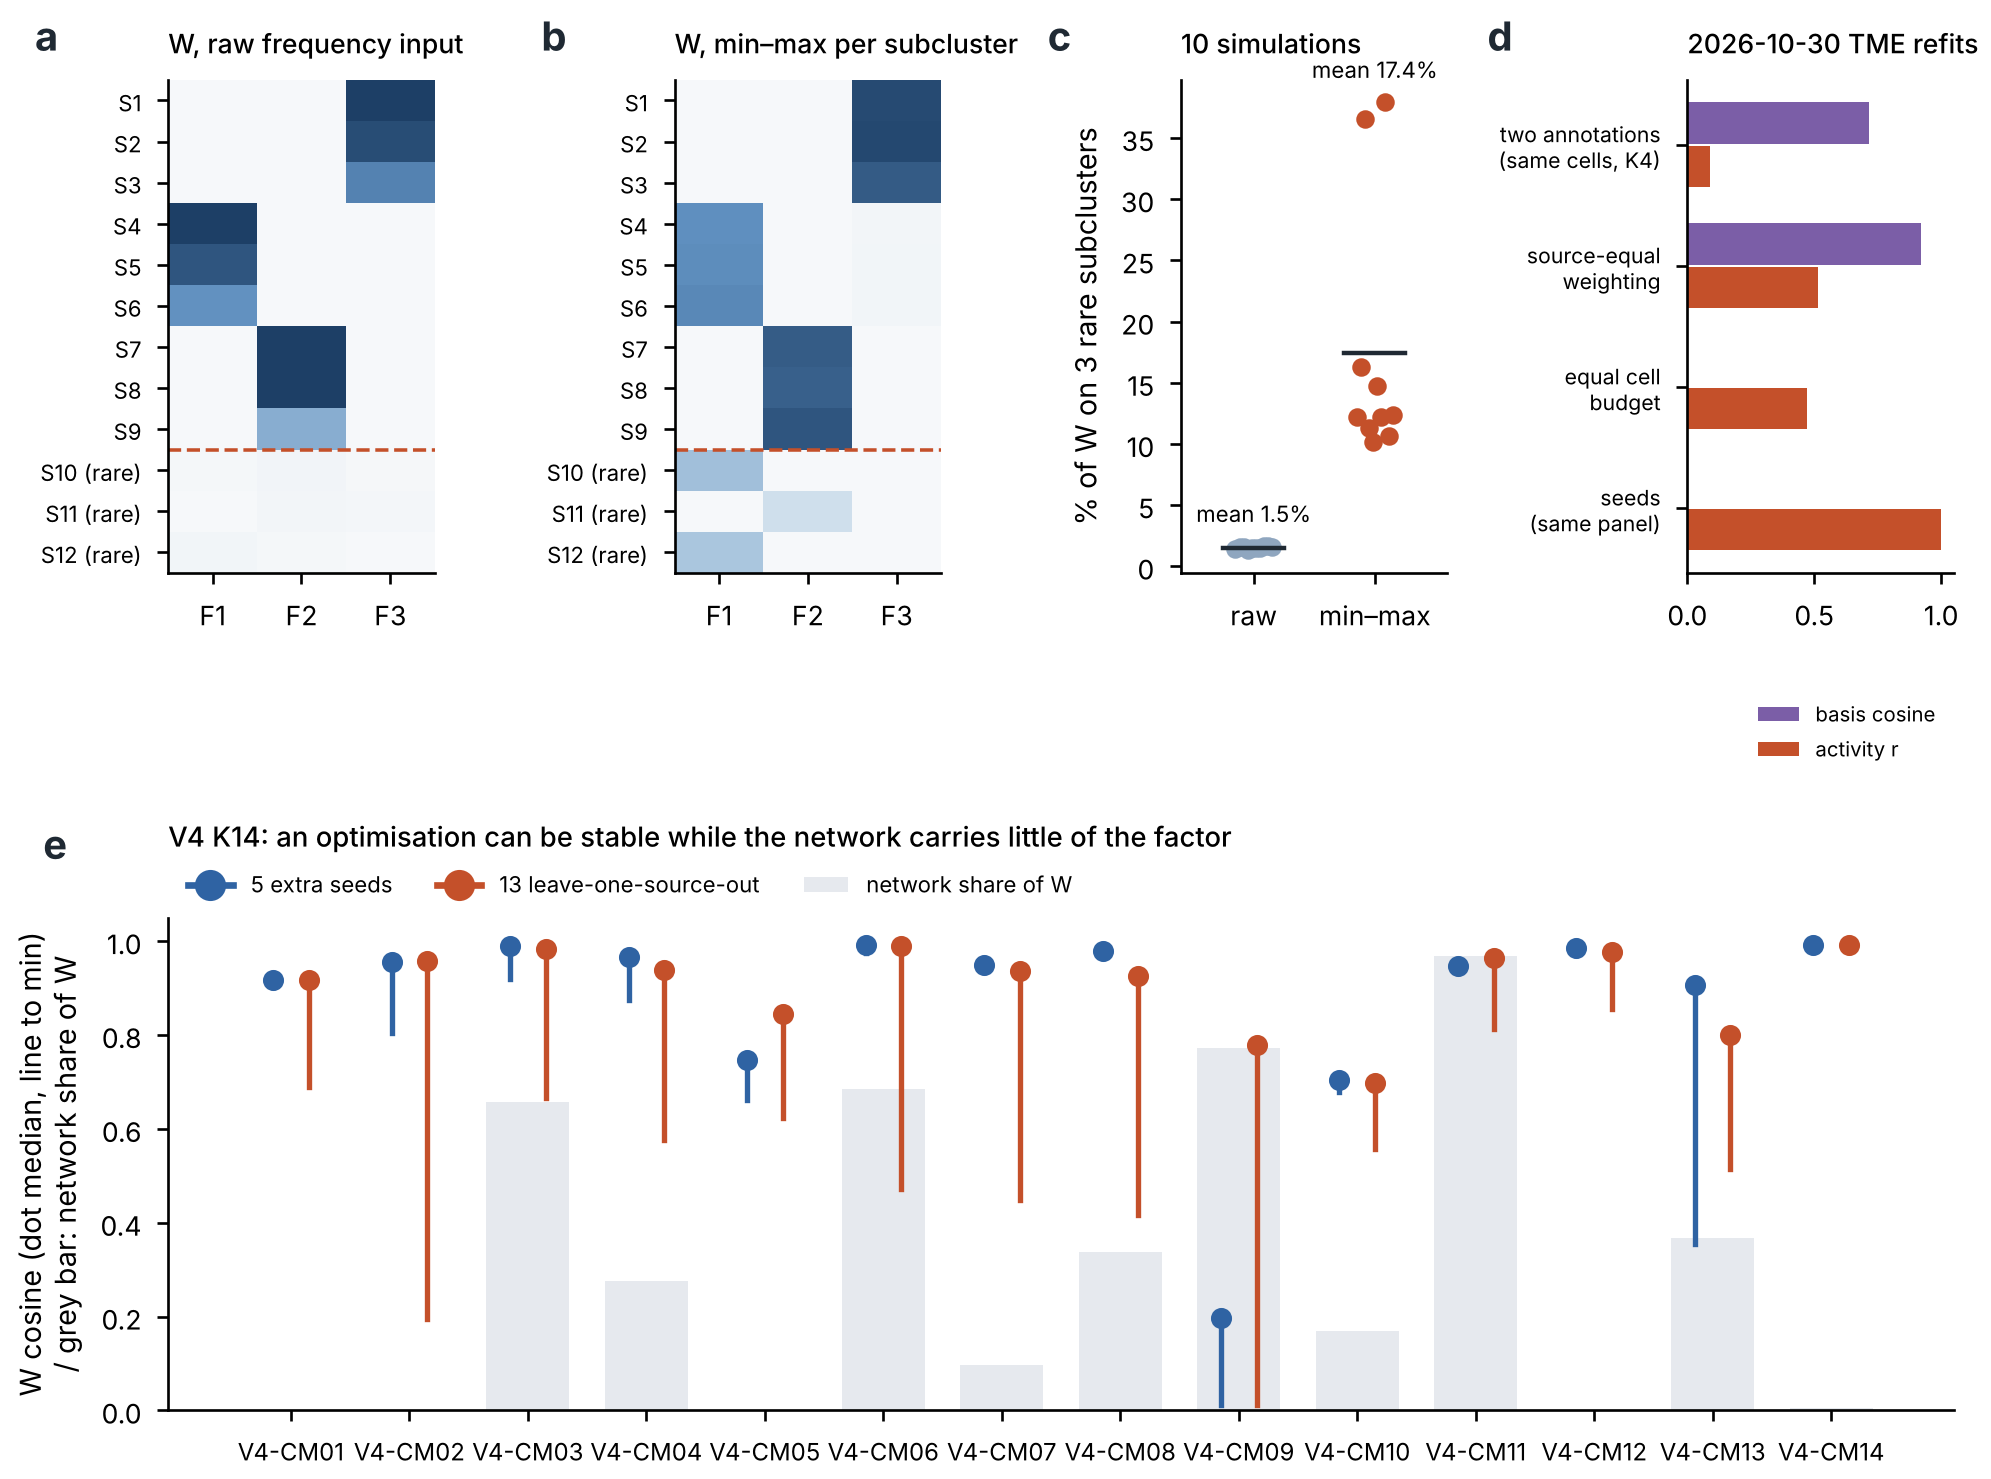 a
W, raw frequency input
S1
S2
S3
S4
S5
S6
S7
S8
S9
S10 (rare)
S11 (rare)
S12 (rare)
F1
F2
F3
b
W, min–max per subcluster
S1
S2
S3
S4
S5
S6
S7
S8
S9
S10 (rare)
S11 (rare)
S12 (rare)
F1
F2
F3
c
10 simulations
mean 17.4%
mean 1.5%
% of W on 3 rare subclusters
35
30
25
20
15
10
5
0
raw
min–max
d
2026-10-30 TME refits
two annotations
(same cells, K4)
source-equal
weighting
equal cell
budget
seeds
(same panel)
0.0
0.5
1.0
basis cosine
activity r
e
V4 K14: an optimisation can be stable while the network carries little of the factor
5 extra seeds
13 leave-one-source-out
network share of W
W cosine (dot median, line to min)
/ grey bar: network share of W
1.0
0.8
0.6
0.4
0.2
0.0
V4-CM01
V4-CM02
V4-CM03
V4-CM04
V4-CM05
V4-CM06
V4-CM07
V4-CM08
V4-CM09
V4-CM10
V4-CM11
V4-CM12
V4-CM13
V4-CM14